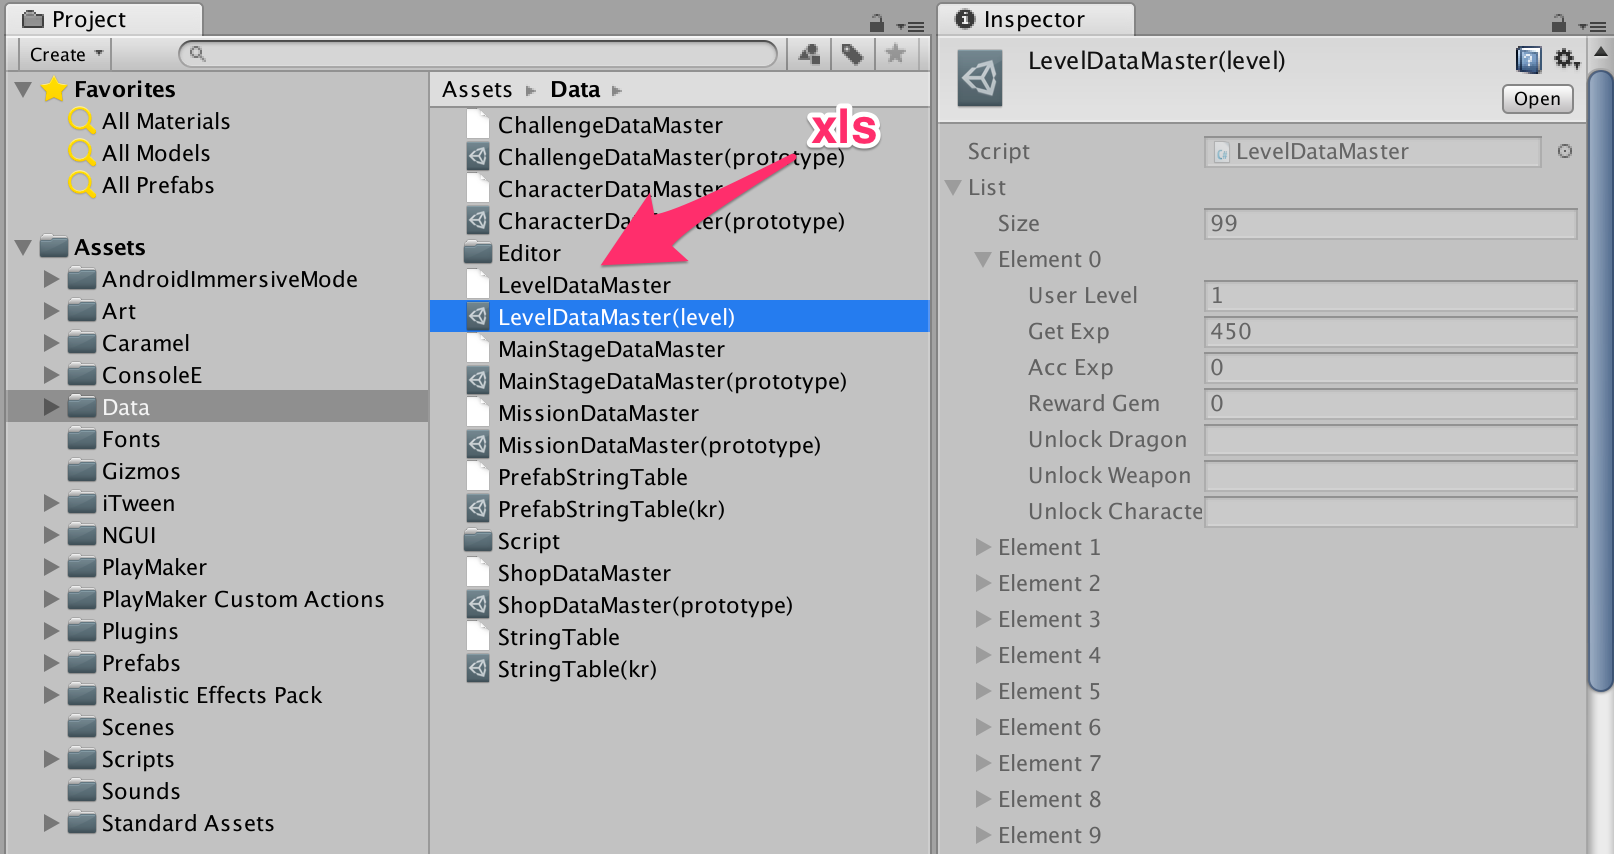 Project
Create
Favorites
All Materials
All Models
All Prefabs
Assets
AndroidImmersiveMode
Art
Caramel
ConsoleE
Data
Fonts
Gizmos
iTween
NGUI
PlayMaker
PlayMaker Custom Actions
Plugins
Prefabs
Realistic Effects Pack
Scenes
Scripts
Sounds
Standard Assets
Assets Data
xls
ChallengeDataMaster
ChallengeDataMaster(prototype)
CharacterDataMaster
CharacterDataMaster(prototype)
Editor
LevelDataMaster
LevelDataMaster(level)
MainStageDataMaster
MainStageDataMaster(prototype)
MissionDataMaster
MissionDataMaster(prototype)
PrefabStringTable
PrefabStringTable(kr)
Script
ShopDataMaster
ShopDataMaster(prototype)
StringTable
StringTable(kr)
Inspector
LevelDataMaster(level)
Open
Script LevelDataMaster
List
Size 99
Element 0
User Level 1
Get Exp 450
Acc Exp 0
Reward Gem 0
Unlock Dragon
Unlock Weapon
Unlock Characte
Element 1
Element 2
Element 3
Element 4
Element 5
Element 6
Element 7
Element 8
Element 9